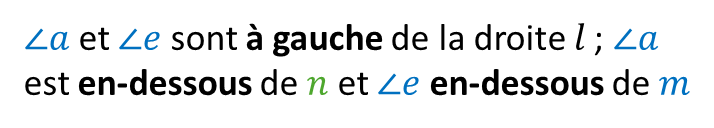 ∠a et ∠e sont à gauche de la droite l ; ∠a
est en-dessous de n et ∠e en-dessous de m